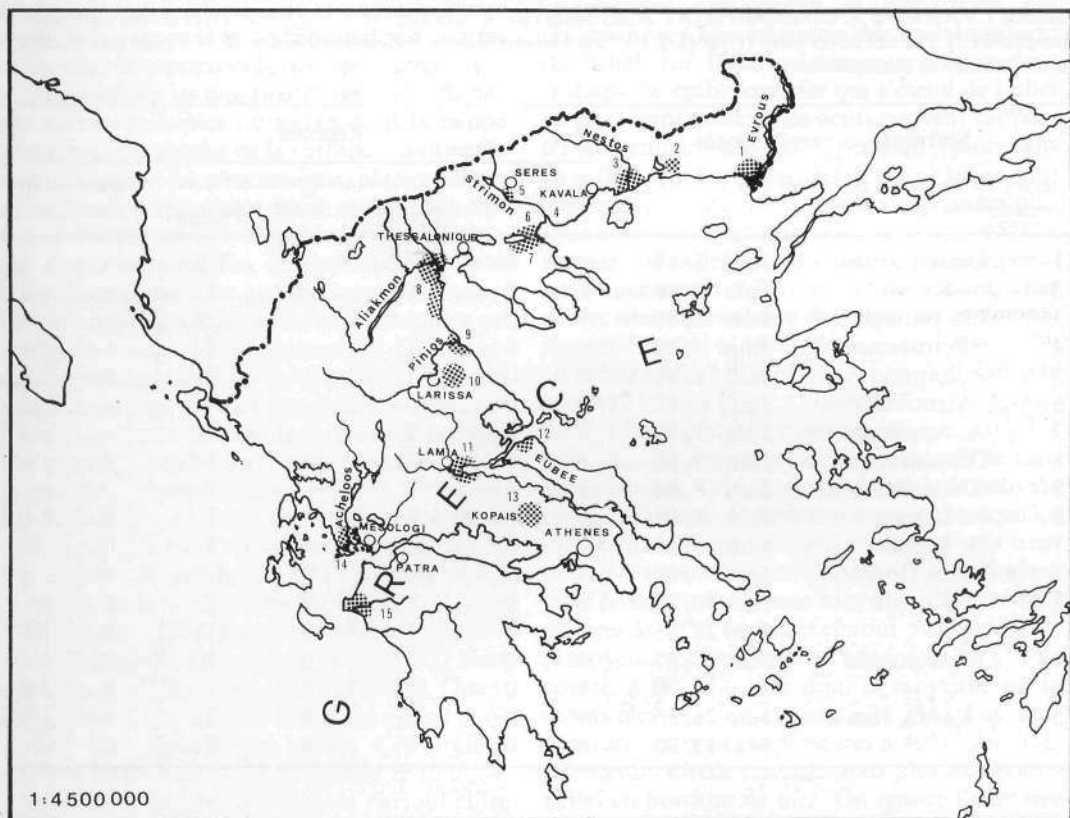 Evrous
1
2
Nestos
3
SERES
5
Strimon
KAVALA
4
6
7
THESSALONIQUE
Aliakmon
8
Pinios
9
10
LARISSA
LAMIA
11
12
EUBEE
13
KOPAIS
ATHENES
Acheloos
MESOLOGI
14
PATRA
15
G R E C E
1:4 500 000